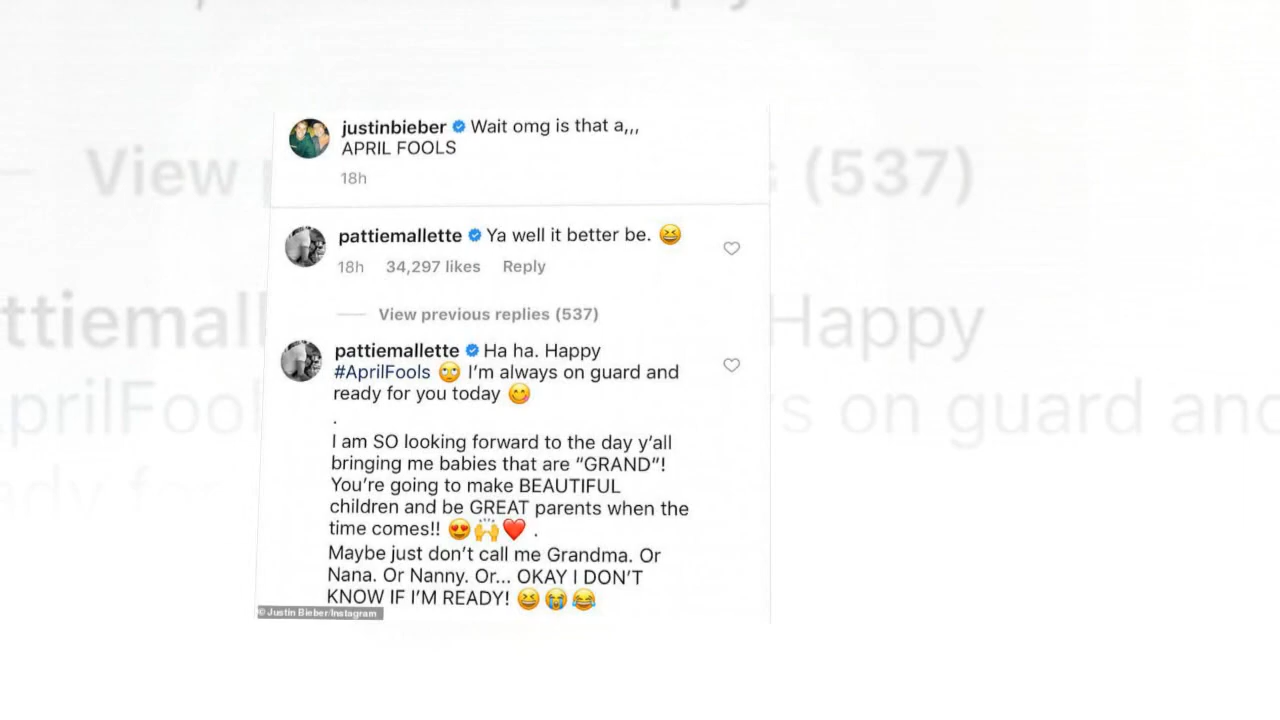 View (537)
justinbieber Wait omg is that a,,,
APRIL FOOLS
18h
pattiemallette Ya well it better be. 😆
18h 34,297 likes Reply
View previous replies (537)
pattiemallette Ha ha. Happy
#AprilFools 🙄 I'm always on guard and
ready for you today 😋
.
I am SO looking forward to the day y'all
bringing me babies that are "GRAND"!
You're going to make BEAUTIFUL
children and be GREAT parents when the
time comes!! 😍🙌❤️ .
Maybe just don't call me Grandma. Or
Nana. Or Nanny. Or... OKAY I DON'T
KNOW IF I'M READY! 😆😭😂
© Justin Bieber/Instagram
ttiemall Happy
prilFoo s on guard and
ady for